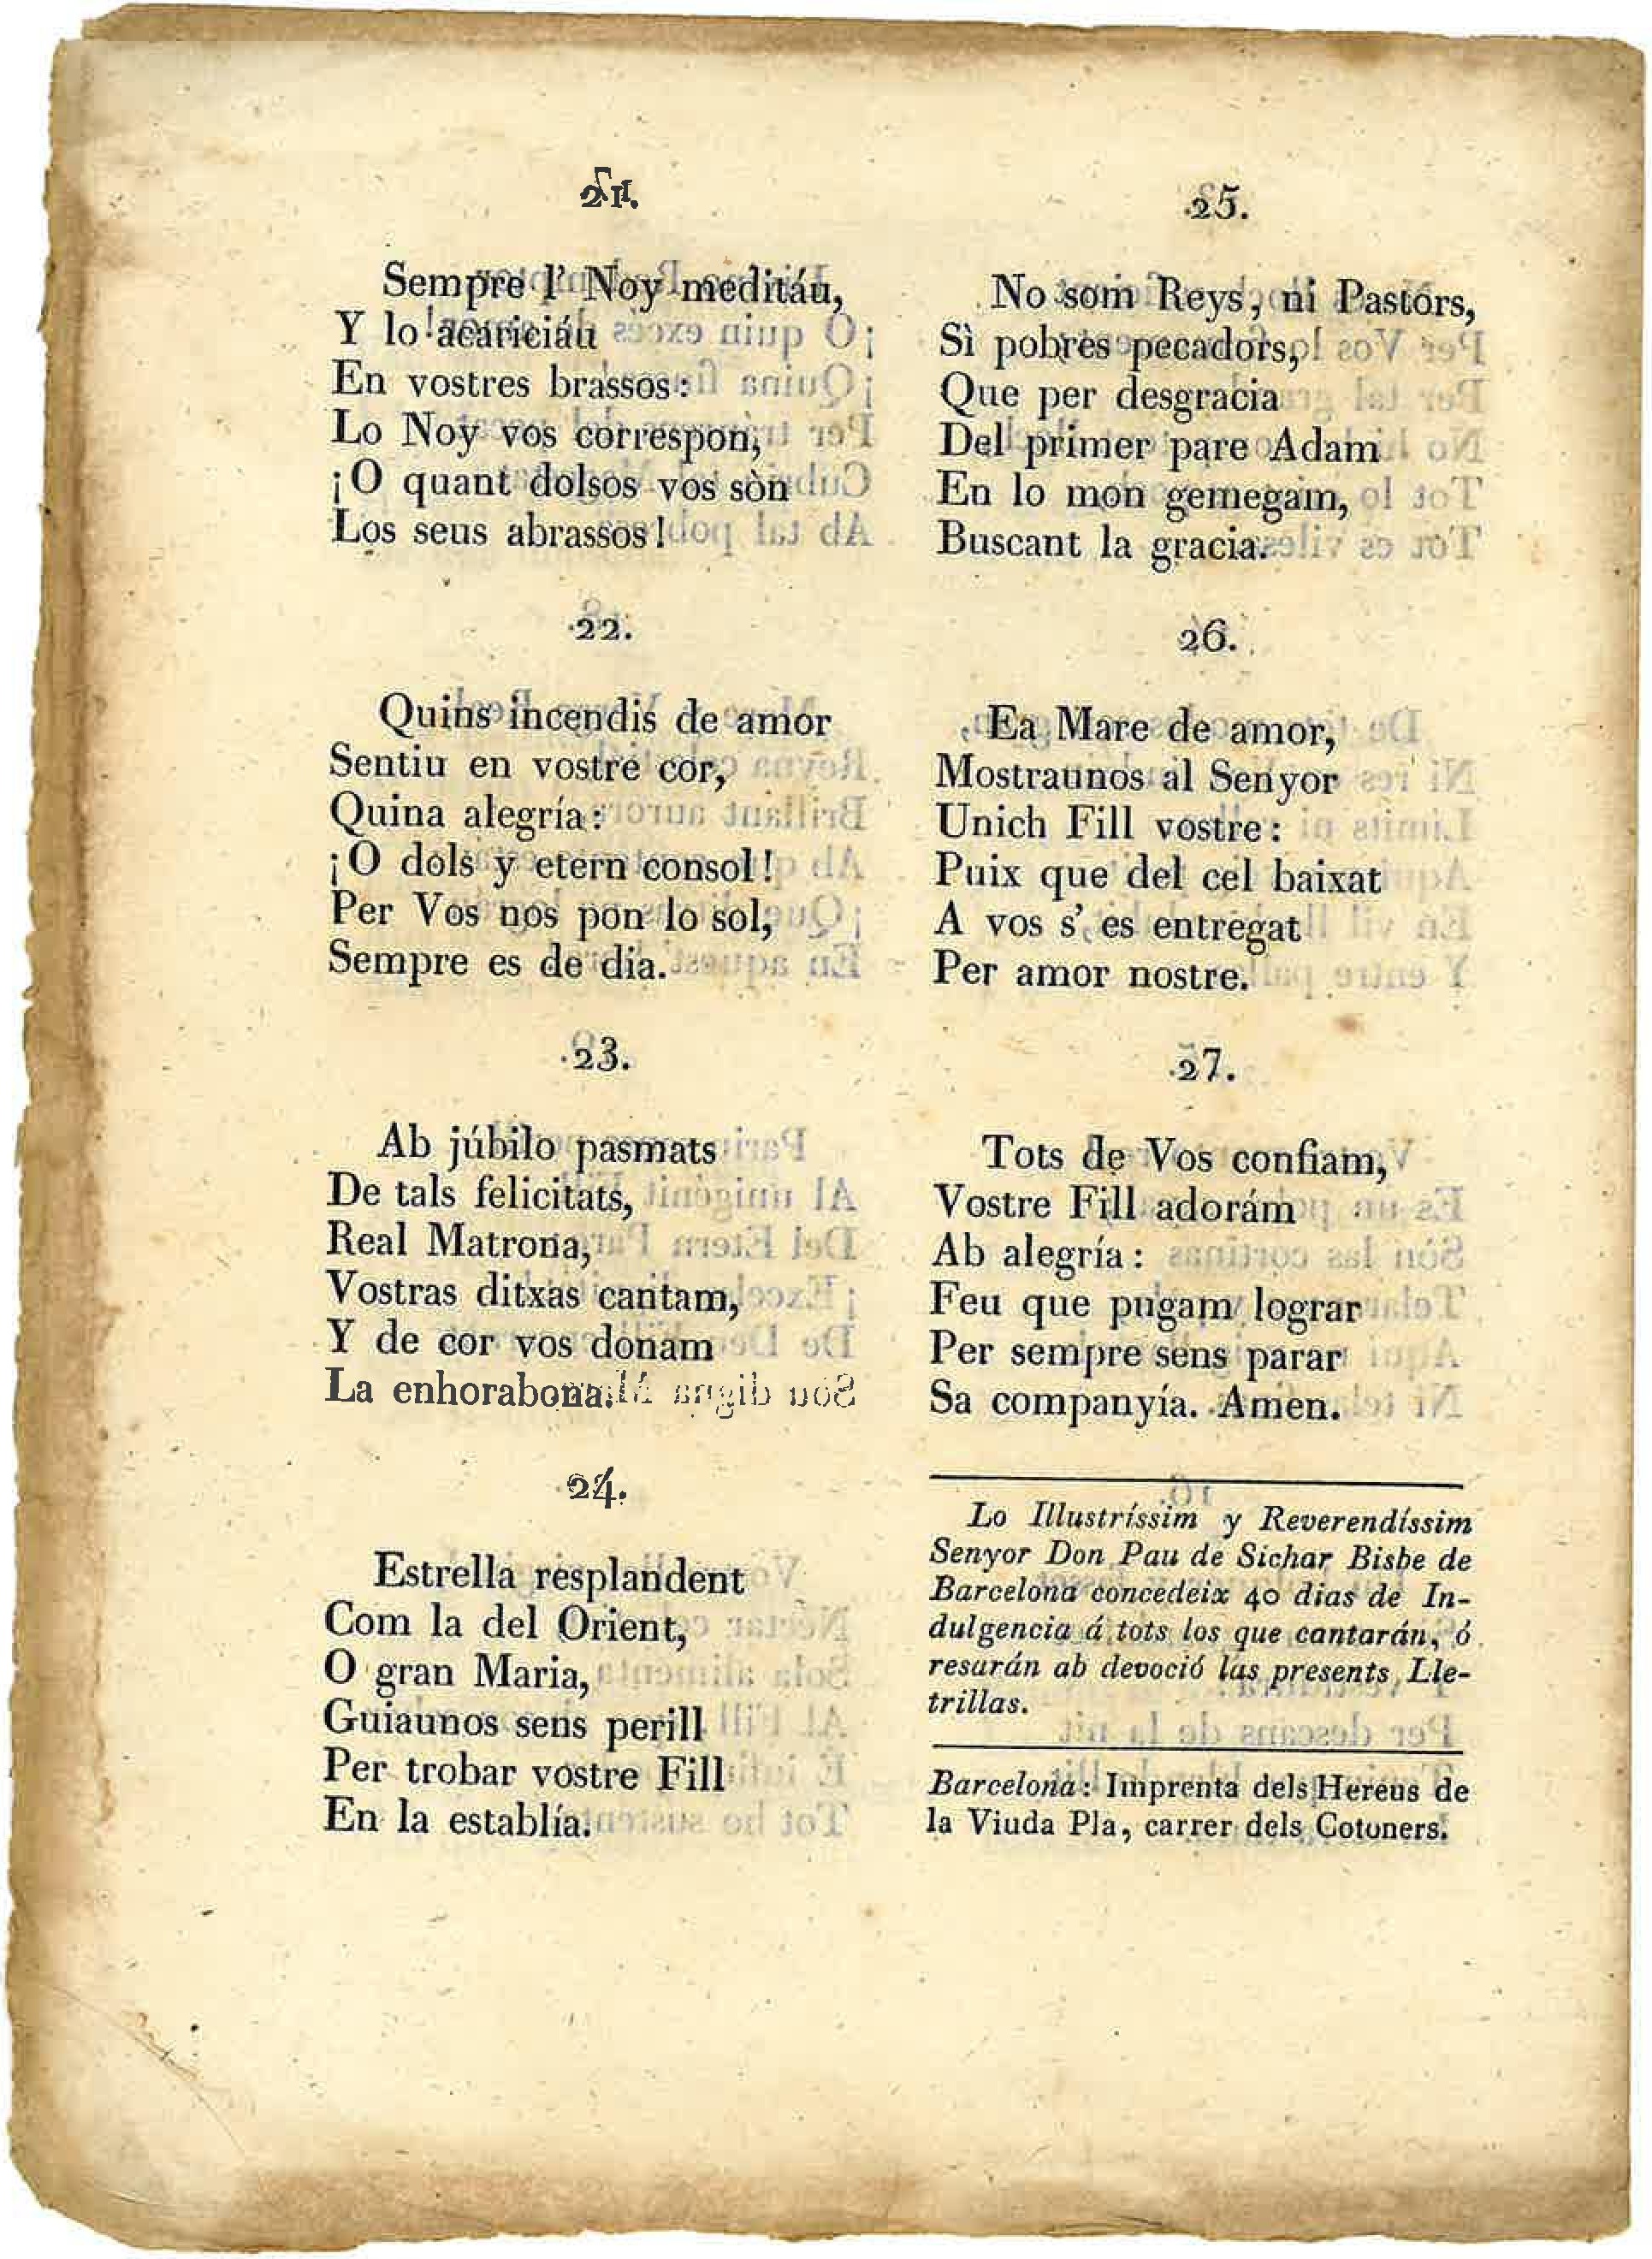 21.
Sempre l' Noy meditáu,
Y lo acariciáu
En vostres brassos:
Lo Noy vos correspon,
¡O quant dolsos vos sòn
Los seus abrassos!
22.
Quins incendis de amor
Sentiu en vostre cor,
Quina alegría:
¡O dols y etern consol!
Per Vos nos pon lo sol,
Sempre es de dia.
23.
Ab júbilo pasmats
De tals felicitats,
Real Matrona,
Vostras ditxas cantam,
Y de cor vos donam
La enhorabona.
24.
Estrella resplandent
Com la del Orient,
O gran Maria,
Guiaunos sens perill
Per trobar vostre Fill
En la establía.
25.
No som Reys, ni Pastors,
Sì pobres pecadors,
Que per desgracia
Del primer pare Adam
En lo mon gemegam,
Buscant la gracia.
26.
Ea Mare de amor,
Mostraunos al Senyor
Unich Fill vostre:
Puix que del cel baixat
A vos s' es entregat
Per amor nostre.
27.
Tots de Vos confiam,
Vostre Fill adorám
Ab alegría:
Feu que pugam lograr
Per sempre sens parar
Sa companyía. Amen.
Lo Illustríssim y Reverendíssim
Senyor Don Pau de Sichar Bisbe de
Barcelona concedeix 40 dias de In-
dulgencia á tots los que cantarán, ó
resarán ab devoció las presents Lle-
trillas.
Barcelona: Imprenta dels Hereus de
la Viuda Pla, carrer dels Cotoners.